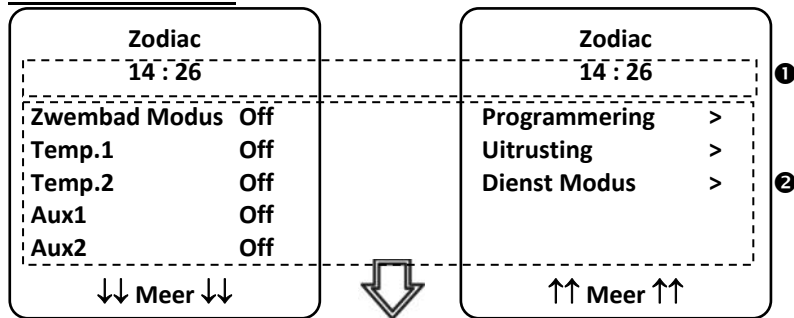 Zodiac
14 : 26
Zwembad Modus Off
Temp.1 Off
Temp.2 Off
Aux1 Off
Aux2 Off
↓↓ Meer ↓↓
Zodiac
14 : 26
❶
Programmering >
Uitrusting >
Dienst Modus >
❷
↑↑ Meer ↑↑